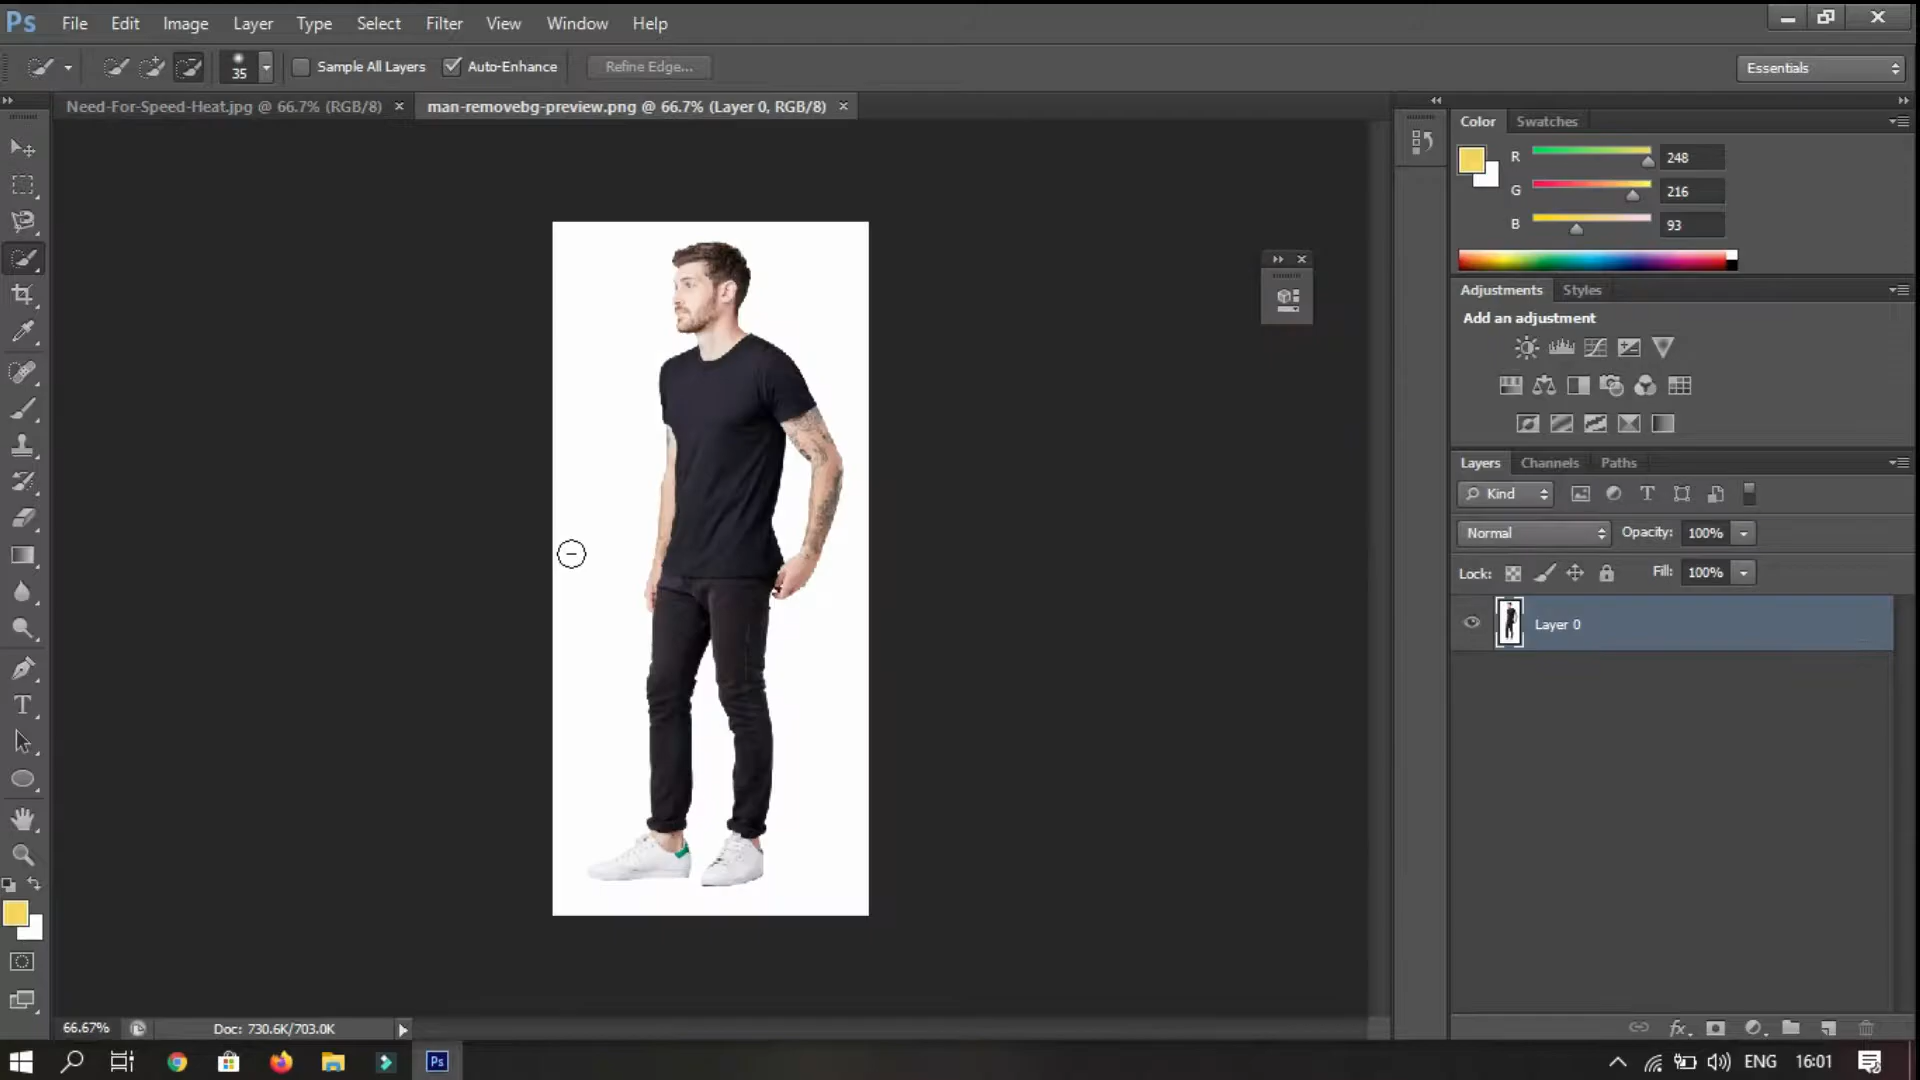 Ps File Edit Image Layer Type Select Filter View Window Help
35 Sample All Layers Auto-Enhance Refine Edge... Essentials
Need-For-Speed-Heat.jpg @ 66.7% (RGB/8) × man-removebg-preview.png @ 66.7% (Layer 0, RGB/8) ×
Color Swatches
R 248
G 216
B 93
Adjustments Styles
Add an adjustment
Layers Channels Paths
Kind
Normal Opacity: 100%
Lock: Fill: 100%
Layer 0
66.67% Doc: 730.6K/703.0K
Ps ENG 16:01